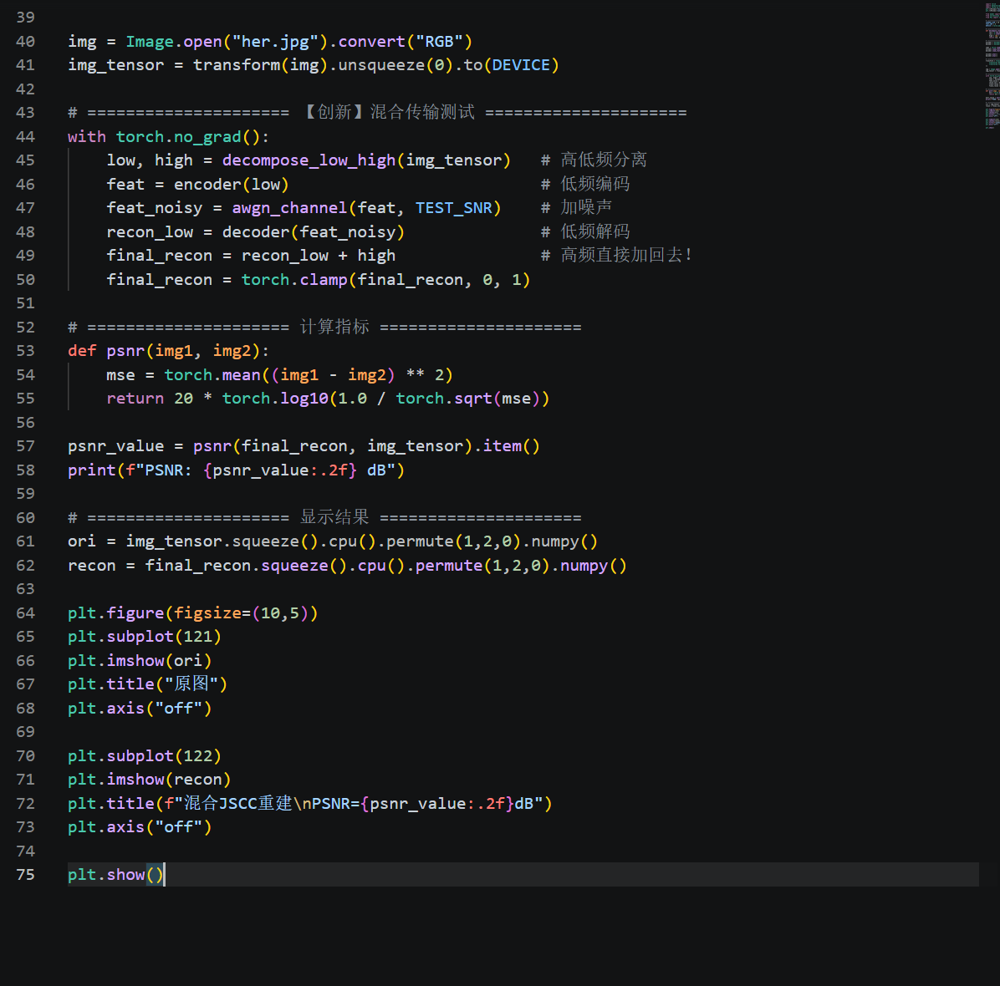 39
40 img = Image.open("her.jpg").convert("RGB")
41 img_tensor = transform(img).unsqueeze(0).to(DEVICE)
42
43 # ===================== 【创新】混合传输测试 =====================
44 with torch.no_grad():
45     low, high = decompose_low_high(img_tensor)   # 高低频分离
46     feat = encoder(low)                          # 低频编码
47     feat_noisy = awgn_channel(feat, TEST_SNR)    # 加噪声
48     recon_low = decoder(feat_noisy)              # 低频解码
49     final_recon = recon_low + high               # 高频直接加回去！
50     final_recon = torch.clamp(final_recon, 0, 1)
51
52 # ===================== 计算指标 =====================
53 def psnr(img1, img2):
54     mse = torch.mean((img1 - img2) ** 2)
55     return 20 * torch.log10(1.0 / torch.sqrt(mse))
56
57 psnr_value = psnr(final_recon, img_tensor).item()
58 print(f"PSNR: {psnr_value:.2f} dB")
59
60 # ===================== 显示结果 =====================
61 ori = img_tensor.squeeze().cpu().permute(1,2,0).numpy()
62 recon = final_recon.squeeze().cpu().permute(1,2,0).numpy()
63
64 plt.figure(figsize=(10,5))
65 plt.subplot(121)
66 plt.imshow(ori)
67 plt.title("原图")
68 plt.axis("off")
69
70 plt.subplot(122)
71 plt.imshow(recon)
72 plt.title(f"混合JSCC重建\nPSNR={psnr_value:.2f}dB")
73 plt.axis("off")
74
75 plt.show()